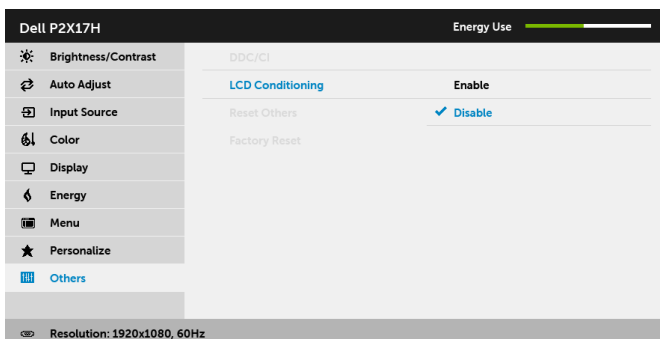 Dell P2X17H
Energy Use
Brightness/Contrast
DDC/CI
Auto Adjust
LCD Conditioning
Enable
Input Source
Reset Others
Disable
Color
Factory Reset
Display
Energy
Menu
Personalize
Others
Resolution: 1920x1080, 60Hz